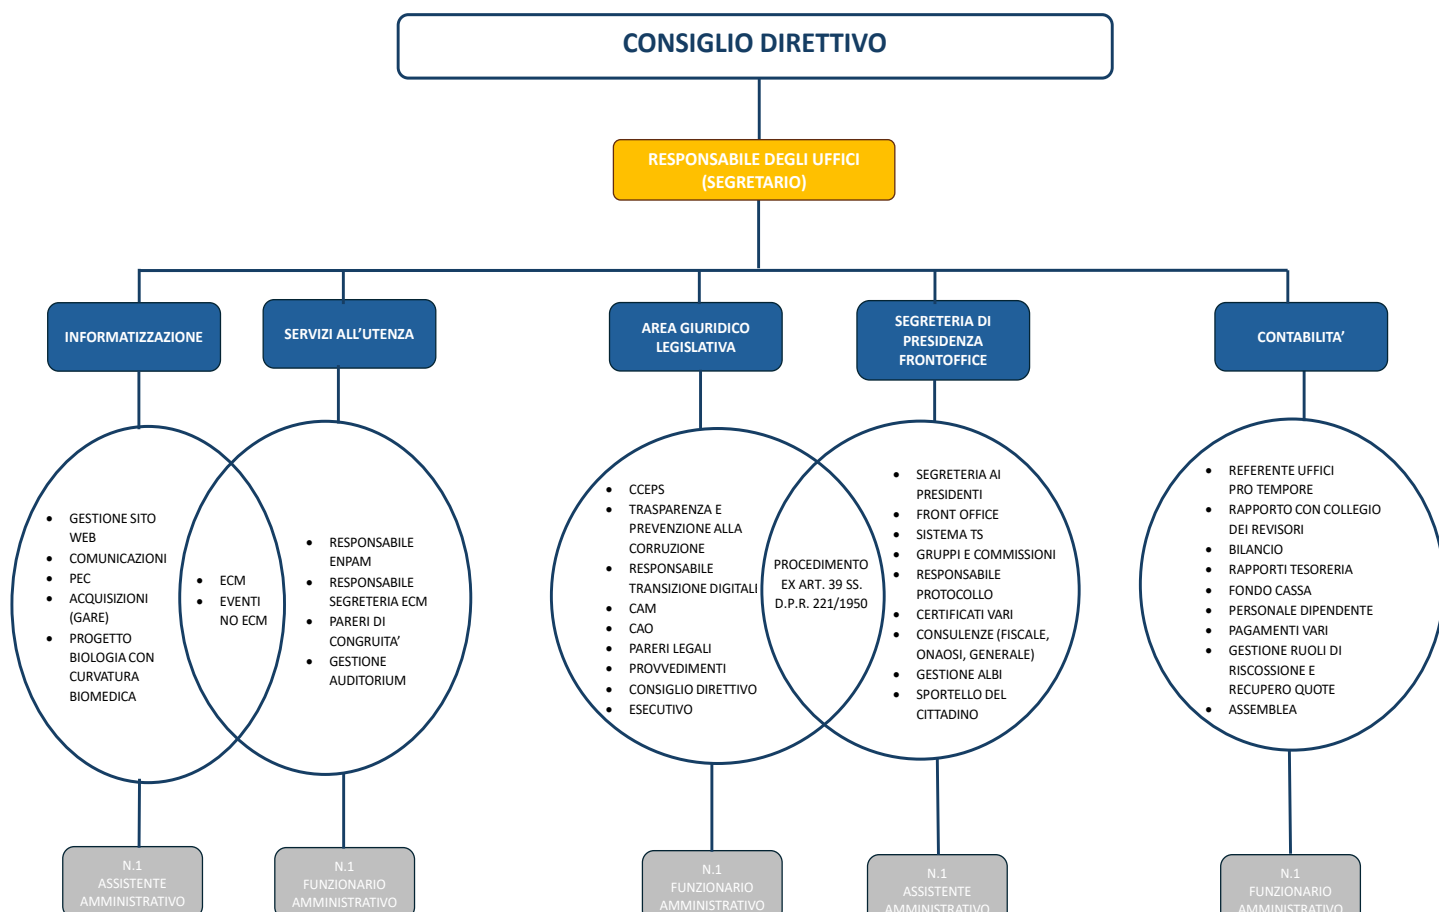 CONSIGLIO DIRETTIVO
RESPONSABILE DEGLI UFFICI
(SEGRETARIO)
INFORMATIZZAZIONE
SERVIZI ALL'UTENZA
AREA GIURIDICO
LEGISLATIVA
SEGRETERIA DI
PRESIDENZA
FRONTOFFICE
CONTABILITA'
• GESTIONE SITO
WEB
• COMUNICAZIONI
• PEC
• ACQUISIZIONI
(GARE)
• PROGETTO
BIOLOGIA CON
CURVATURA
BIOMEDICA
• ECM
• EVENTI
NO ECM
• RESPONSABILE
ENPAM
• RESPONSABILE
SEGRETERIA ECM
• PARERI DI
CONGRUITA'
• GESTIONE
AUDITORIUM
• CCEPS
• TRASPARENZA E
PREVENZIONE ALLA
CORRUZIONE
• RESPONSABILE
TRANSIZIONE DIGITALI
• CAM
• CAO
• PARERI LEGALI
• PROVVEDIMENTI
• CONSIGLIO DIRETTIVO
• ESECUTIVO
PROCEDIMENTO
EX ART. 39 SS.
D.P.R. 221/1950
• SEGRETERIA AI
PRESIDENTI
• FRONT OFFICE
• SISTEMA TS
• GRUPPI E COMMISSIONI
• RESPONSABILE
PROTOCOLLO
• CERTIFICATI VARI
• CONSULENZE (FISCALE,
ONAOSI, GENERALE)
• GESTIONE ALBI
• SPORTELLO DEL
CITTADINO
• REFERENTE UFFICI
PRO TEMPORE
• RAPPORTO CON COLLEGIO
DEI REVISORI
• BILANCIO
• RAPPORTI TESORERIA
• FONDO CASSA
• PERSONALE DIPENDENTE
• PAGAMENTI VARI
• GESTIONE RUOLI DI
RISCOSSIONE E
RECUPERO QUOTE
• ASSEMBLEA
N.1
ASSISTENTE
AMMINISTRATIVO
N.1
FUNZIONARIO
AMMINISTRATIVO
N.1
FUNZIONARIO
AMMINISTRATIVO
N.1
ASSISTENTE
AMMINISTRATIVO
N.1
FUNZIONARIO
AMMINISTRATIVO